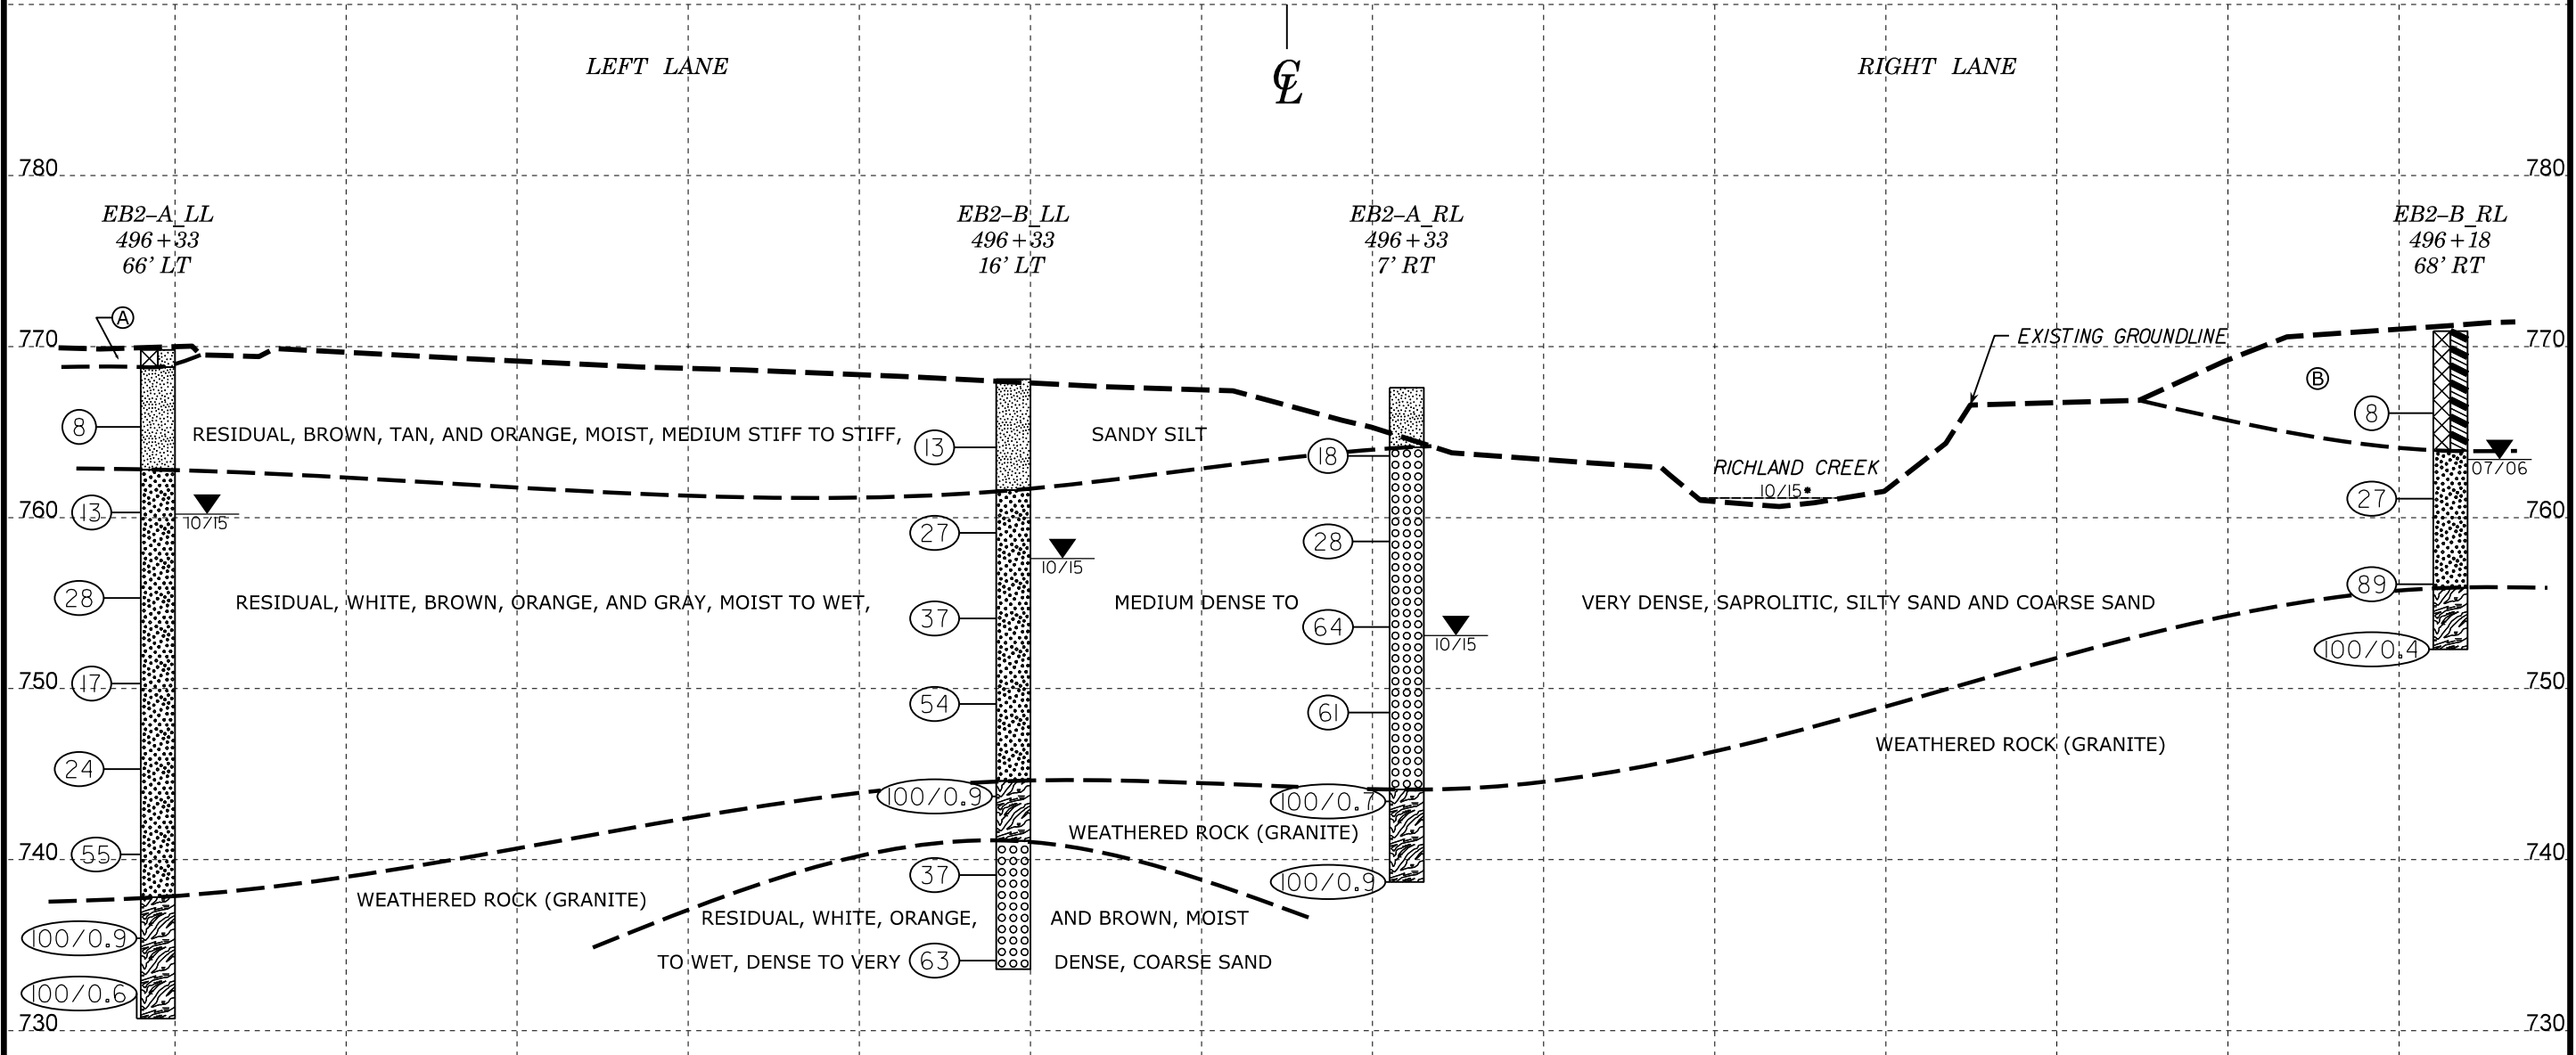 LEFT LANE
℄
RIGHT LANE
780
780
EB2-A_LL
496+33
66' LT
EB2-B_LL
496+33
16' LT
EB2-A_RL
496+33
7' RT
EB2-B_RL
496+18
68' RT
A
770
EXISTING GROUNDLINE
770
B
8
8
RESIDUAL, BROWN, TAN, AND ORANGE, MOIST, MEDIUM STIFF TO STIFF,
13
SANDY SILT
18
RICHLAND CREEK
10/15*
07/06
760
13
10/15
27
760
27
28
10/15
28
RESIDUAL, WHITE, BROWN, ORANGE, AND GRAY, MOIST TO WET,
37
MEDIUM DENSE TO
64
10/15
VERY DENSE, SAPROLITIC, SILTY SAND AND COARSE SAND
89
100/0.4
750
17
54
61
750
WEATHERED ROCK (GRANITE)
24
100/0.9
100/0.7
WEATHERED ROCK (GRANITE)
740
55
37
100/0.9
740
WEATHERED ROCK (GRANITE)
RESIDUAL, WHITE, ORANGE,
AND BROWN, MOIST
100/0.9
TO WET, DENSE TO VERY
63
DENSE, COARSE SAND
100/0.6
730
730